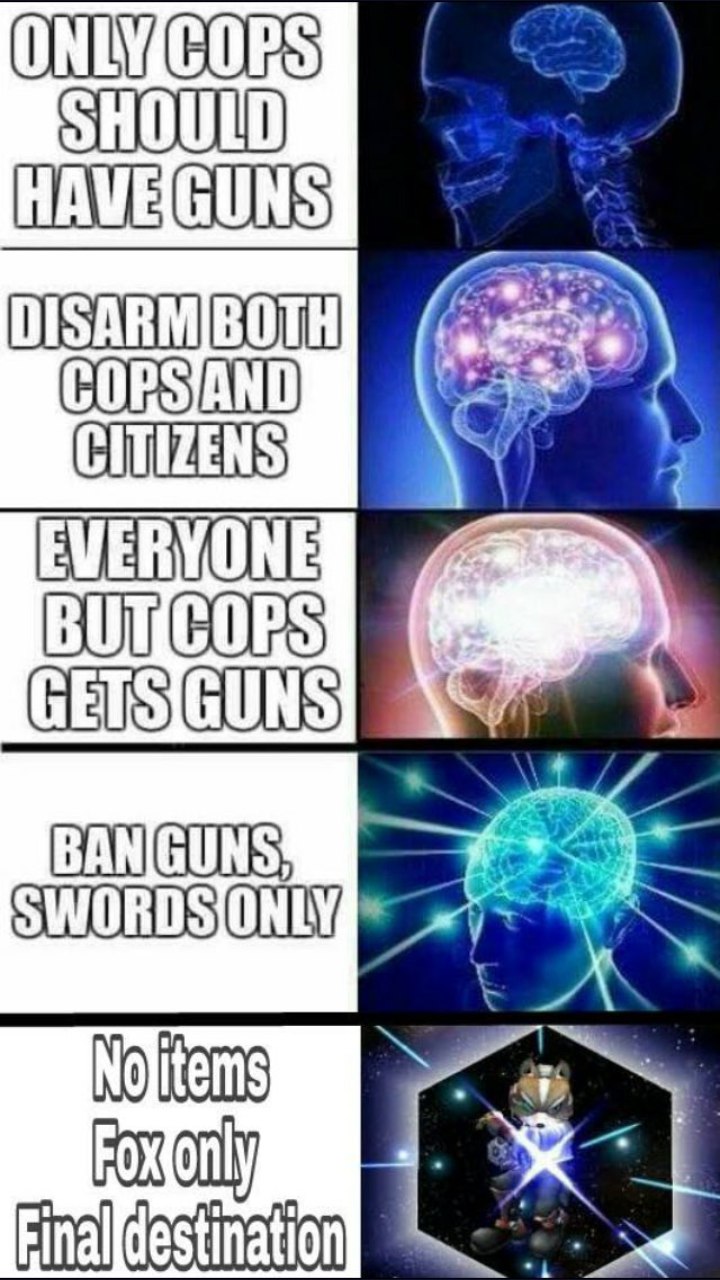 ONLY COPS
SHOULD
HAVE GUNS
DISARM BOTH
COPS AND
CITIZENS
EVERYONE
BUT COPS
GETS GUNS
BAN GUNS,
SWORDS ONLY
No items
Fox only
Final destination